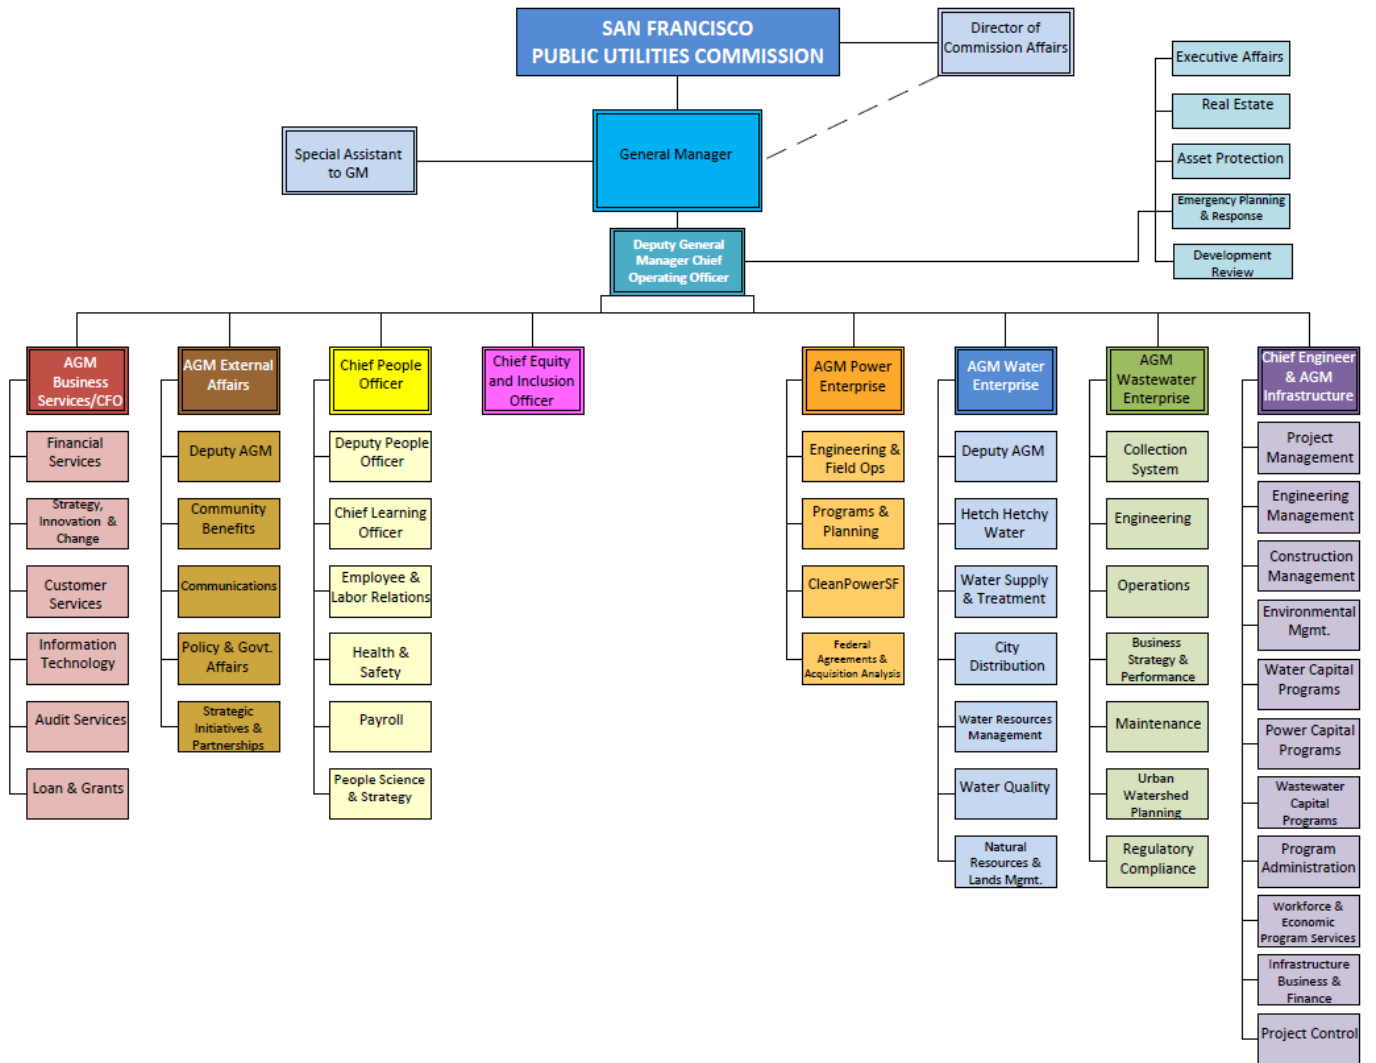 SAN FRANCISCO
PUBLIC UTILITIES COMMISSION
Director of
Commission Affairs
Executive Affairs
Real Estate
Asset Protection
Emergency Planning
& Response
Development
Review
Special Assistant
to GM
General Manager
Deputy General
Manager Chief
Operating Officer
AGM
Business
Services/CFO
Financial
Services
Strategy,
Innovation &
Change
Customer
Services
Information
Technology
Audit Services
Loan & Grants
AGM External
Affairs
Deputy AGM
Community
Benefits
Communications
Policy & Govt.
Affairs
Strategic
Initiatives &
Partnerships
Chief People
Officer
Deputy People
Officer
Chief Learning
Officer
Employee &
Labor Relations
Health &
Safety
Payroll
People Science
& Strategy
Chief Equity
and Inclusion
Officer
AGM Power
Enterprise
Engineering &
Field Ops
Programs &
Planning
CleanPowerSF
Federal
Agreements &
Acquisition Analysis
AGM Water
Enterprise
Deputy AGM
Hetch Hetchy
Water
Water Supply
& Treatment
City
Distribution
Water Resources
Management
Water Quality
Natural
Resources &
Lands Mgmt.
AGM
Wastewater
Enterprise
Collection
System
Engineering
Operations
Business
Strategy &
Performance
Maintenance
Urban
Watershed
Planning
Regulatory
Compliance
Chief Engineer
& AGM
Infrastructure
Project
Management
Engineering
Management
Construction
Management
Environmental
Mgmt.
Water Capital
Programs
Power Capital
Programs
Wastewater
Capital
Programs
Program
Administration
Workforce &
Economic
Program Services
Infrastructure
Business &
Finance
Project Control